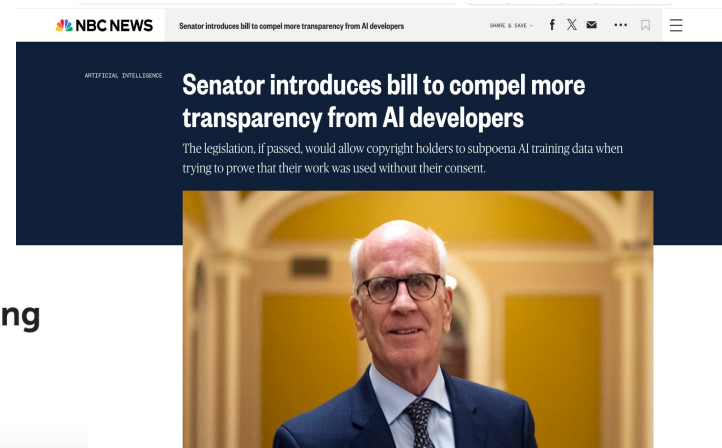 NBC NEWS
Senator introduces bill to compel more transparency from AI developers
SHARE & SAVE —
ARTIFICIAL INTELLIGENCE
Senator introduces bill to compel more
transparency from AI developers
The legislation, if passed, would allow copyright holders to subpoena AI training data when
trying to prove that their work was used without their consent.
ng